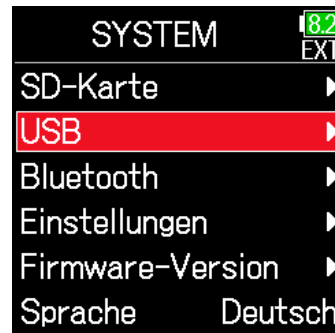 SYSTEM 8.2
EXT
SD-Karte
USB
Bluetooth
Einstellungen
Firmware-Version
Sprache Deutsch